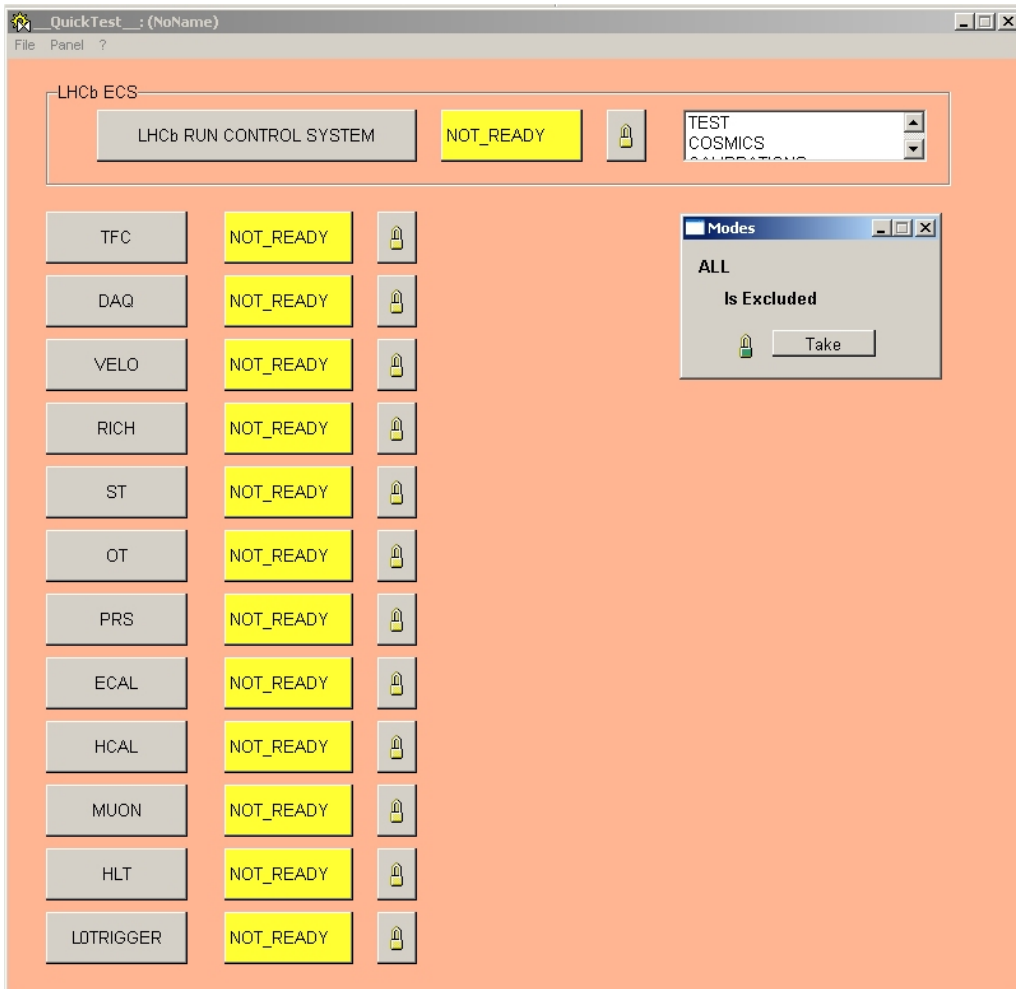 __QuickTest__: (NoName)
File Panel ?
LHCb ECS
LHCb RUN CONTROL SYSTEM NOT_READY
TEST
COSMICS
TFC NOT_READY
Modes
ALL
Is Excluded
Take
DAQ NOT_READY
VELO NOT_READY
RICH NOT_READY
ST NOT_READY
OT NOT_READY
PRS NOT_READY
ECAL NOT_READY
HCAL NOT_READY
MUON NOT_READY
HLT NOT_READY
L0TRIGGER NOT_READY